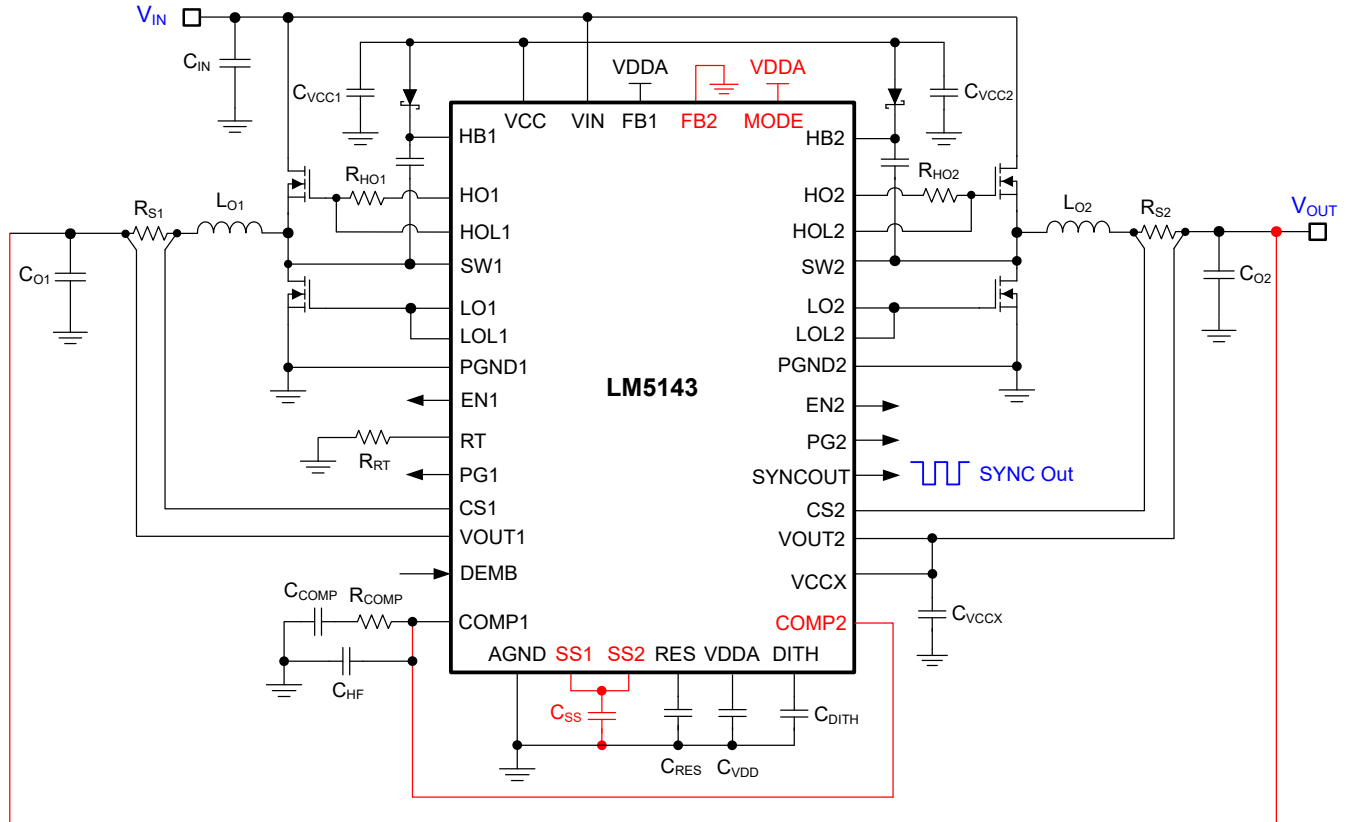 VIN
CIN
CVCC1
VDDA
VDDA
CVCC2
VCC VIN FB1 FB2 MODE
HB1
HB2
RHO1
HO1
HO2
RHO2
RS1
LO1
HOL1
HOL2
LO2
RS2
VOUT
SW1
SW2
CO1
CO2
LO1
LO2
LOL1
LOL2
PGND1
PGND2
LM5143
EN1
EN2
RT
RRT
PG2
PG1
SYNCOUT
SYNC Out
CS1
CS2
VOUT1
VOUT2
DEMB
VCCX
CCOMP
RCOMP
COMP1
COMP2
CVCCX
CHF
AGND SS1 SS2 RES VDDA DITH
CSS
CDITH
CRES
CVDD